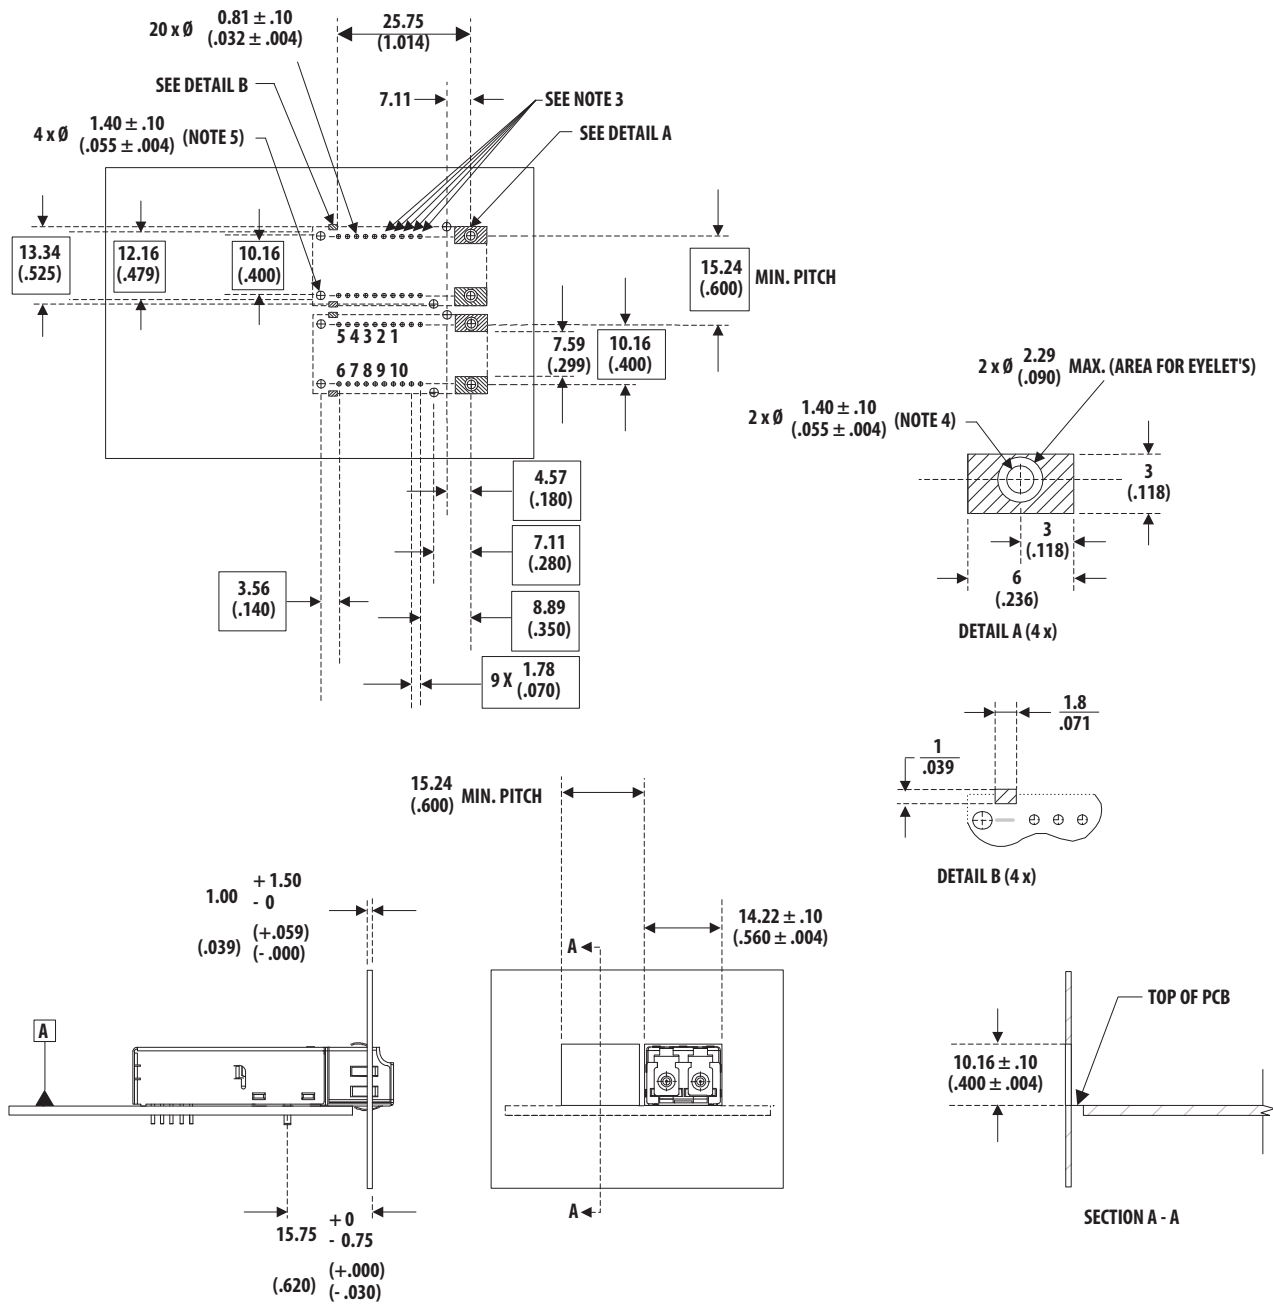 20 x Ø 0.81 ± .10
(.032 ± .004)
25.75
(1.014)
SEE DETAIL B
7.11
SEE NOTE 3
4 x Ø 1.40 ± .10 (NOTE 5)
(.055 ± .004)
SEE DETAIL A
13.34
(.525)
12.16
(.479)
10.16
(.400)
15.24
(.600)
MIN. PITCH
5 4 3 2 1
6 7 8 9 10
7.59
(.299)
10.16
(.400)
2 x Ø 2.29 MAX. (AREA FOR EYELET'S)
(.090)
2 x Ø 1.40 ± .10 (NOTE 4)
(.055 ± .004)
3
(.118)
3
(.118)
6
(.236)
DETAIL A (4 x)
4.57
(.180)
7.11
(.280)
3.56
(.140)
8.89
(.350)
9 X 1.78
(.070)
1.8
.071
1
.039
DETAIL B (4 x)
15.24
(.600)
MIN. PITCH
1.00 + 1.50
- 0
(.039) (+.059)
(- .000)
14.22 ± .10
(.560 ± .004)
A
A
TOP OF PCB
10.16 ± .10
(.400 ± .004)
A
15.75 + 0
- 0.75
(.620) (+.000)
(- .030)
SECTION A - A